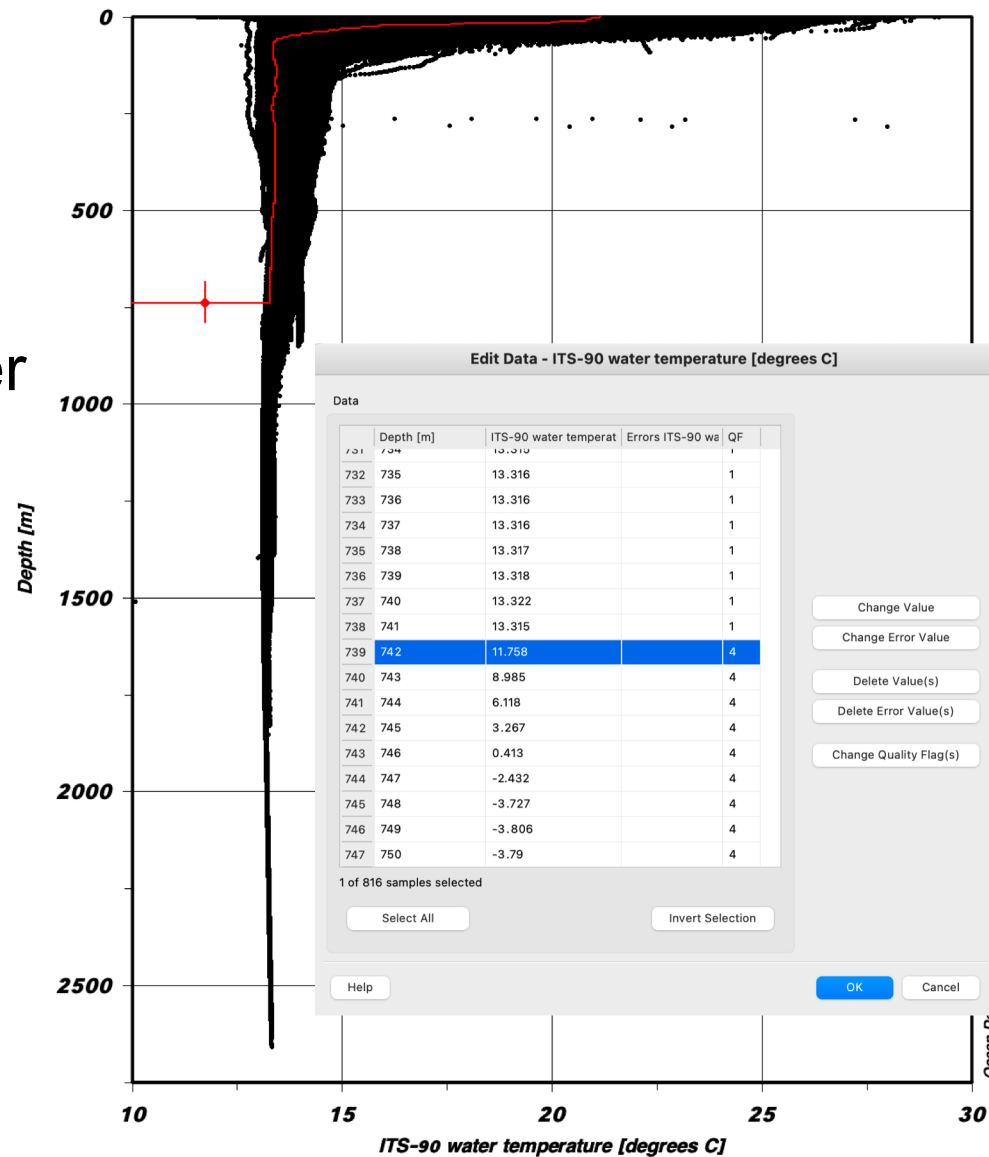 er
0
500
1000
1500
2000
2500
Depth [m]
10 15 20 25 30
ITS-90 water temperature [degrees C]
Edit Data - ITS-90 water temperature [degrees C]
Data
Depth [m] ITS-90 water temperat Errors ITS-90 wa QF
731 734 13.315 1
732 735 13.316 1
733 736 13.316 1
734 737 13.316 1
735 738 13.317 1
736 739 13.318 1
737 740 13.322 1
738 741 13.315 1
739 742 11.758 4
740 743 8.985 4
741 744 6.118 4
742 745 3.267 4
743 746 0.413 4
744 747 -2.432 4
745 748 -3.727 4
746 749 -3.806 4
747 750 -3.79 4
1 of 816 samples selected
Select All Invert Selection
Change Value
Change Error Value
Delete Value(s)
Delete Error Value(s)
Change Quality Flag(s)
Help OK Cancel